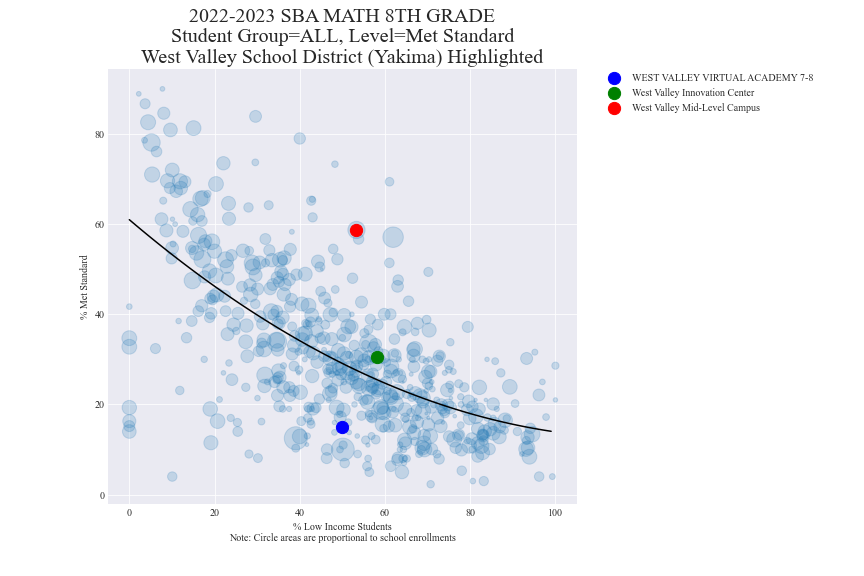 2022-2023 SBA MATH 8TH GRADE
Student Group=ALL, Level=Met Standard
West Valley School District (Yakima) Highlighted
WEST VALLEY VIRTUAL ACADEMY 7-8
West Valley Innovation Center
West Valley Mid-Level Campus
% Met Standard
80
60
40
20
0
0 20 40 60 80 100
% Low Income Students
Note: Circle areas are proportional to school enrollments